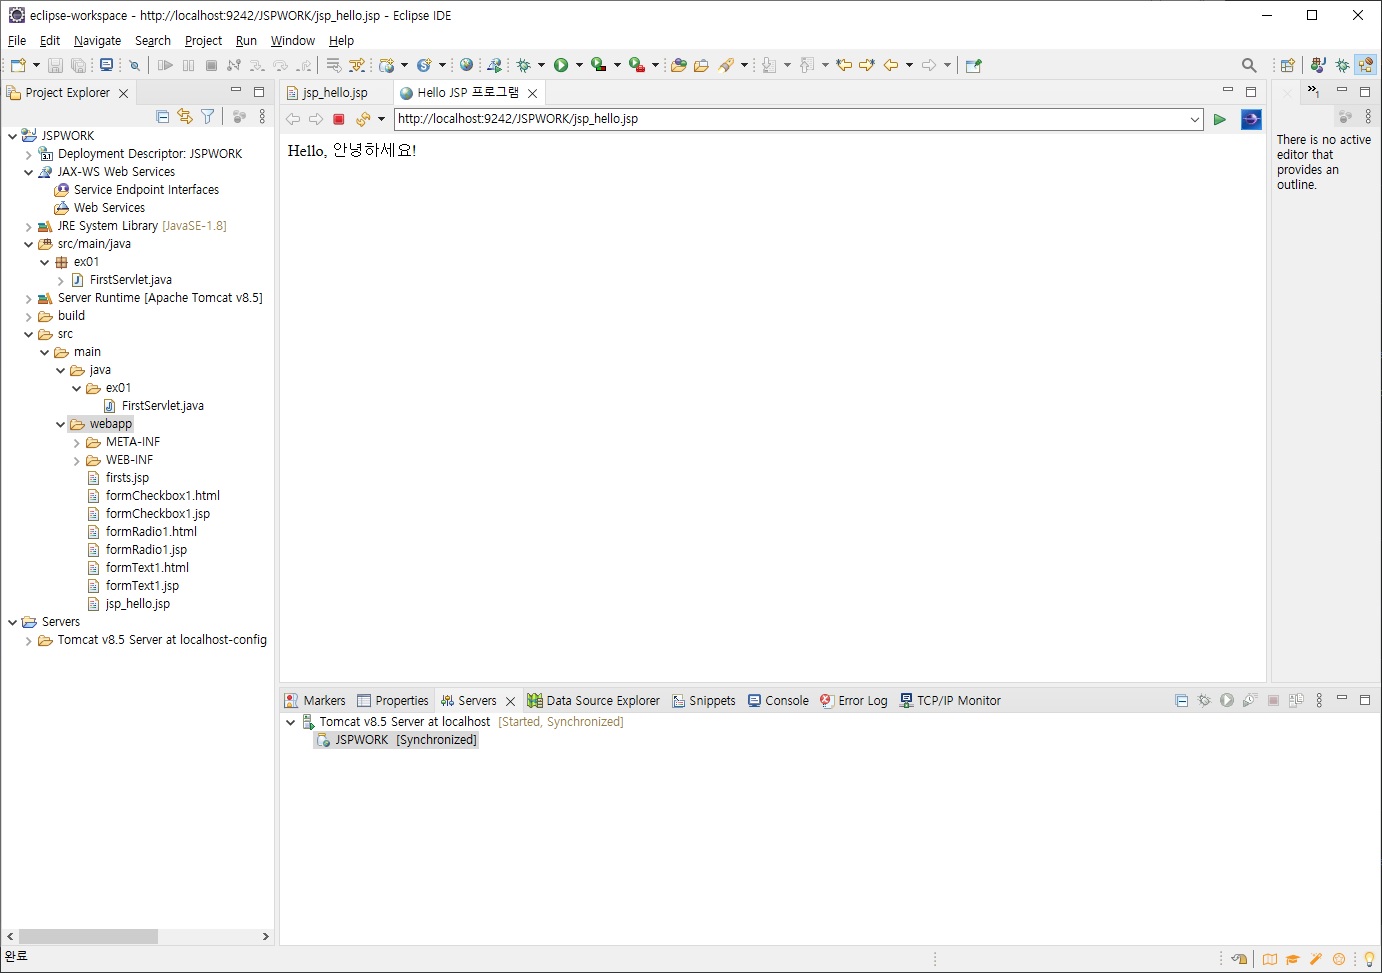 eclipse-workspace - http://localhost:9242/JSPWORK/jsp_hello.jsp - Eclipse IDE
File Edit Navigate Search Project Run Window Help
Project Explorer
JSPWORK
Deployment Descriptor: JSPWORK
JAX-WS Web Services
Service Endpoint Interfaces
Web Services
JRE System Library [JavaSE-1.8]
src/main/java
ex01
FirstServlet.java
Server Runtime [Apache Tomcat v8.5]
build
src
main
java
ex01
FirstServlet.java
webapp
META-INF
WEB-INF
firsts.jsp
formCheckbox1.html
formCheckbox1.jsp
formRadio1.html
formRadio1.jsp
formText1.html
formText1.jsp
jsp_hello.jsp
Servers
Tomcat v8.5 Server at localhost-config
jsp_hello.jsp Hello JSP 프로그램
http://localhost:9242/JSPWORK/jsp_hello.jsp
Hello, 안녕하세요!
1
There is no active
editor that
provides an
outline.
Markers Properties Servers Data Source Explorer Snippets Console Error Log TCP/IP Monitor
Tomcat v8.5 Server at localhost [Started, Synchronized]
JSPWORK [Synchronized]
완료